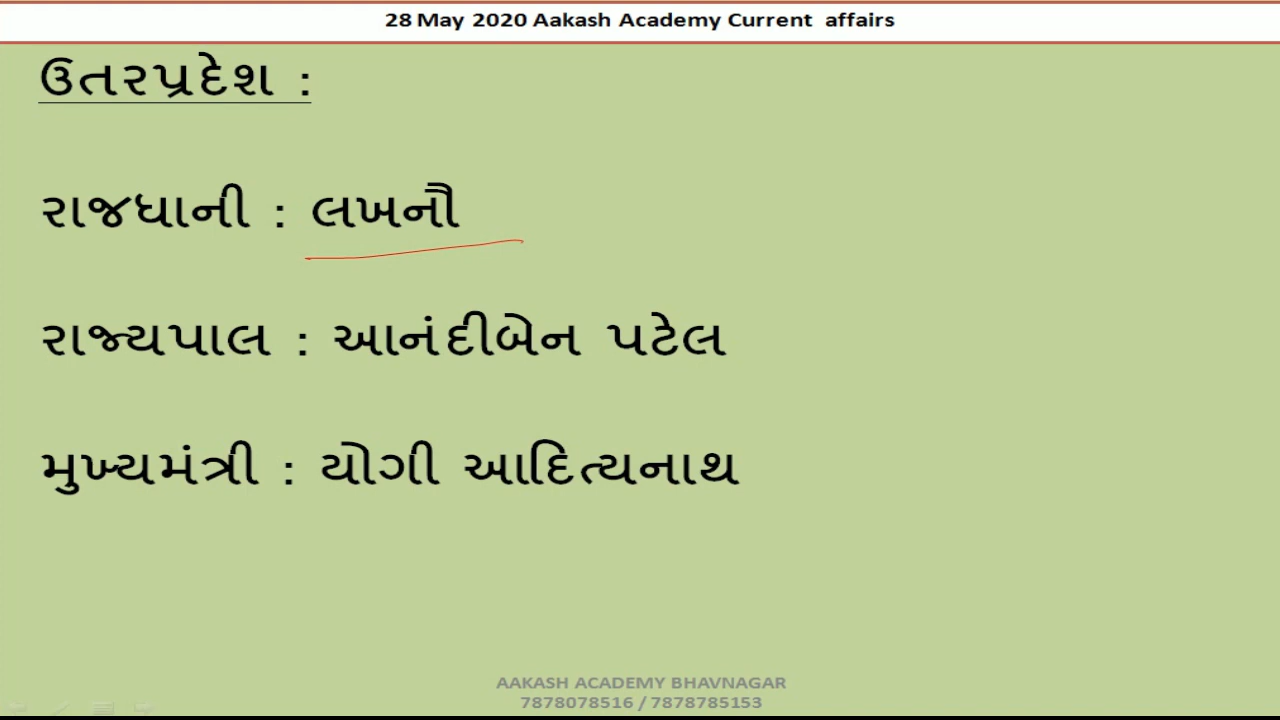 28 May 2020 Aakash Academy Current affairs
ઉતરપ્રદેશ :
રાજધાની : લખનૌ
રાજ્યપાલ : આનંદીબેન પટેલ
મુખ્યમંત્રી : યોગી આદિત્યનાથ
AAKASH ACADEMY BHAVNAGAR
7878078516 / 7878785153